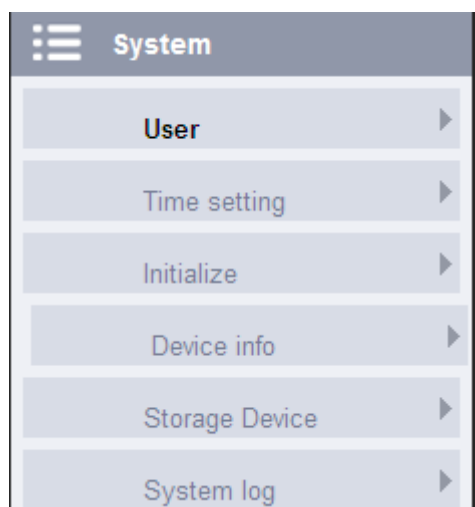 System
User
Time setting
Initialize
Device info
Storage Device
System log